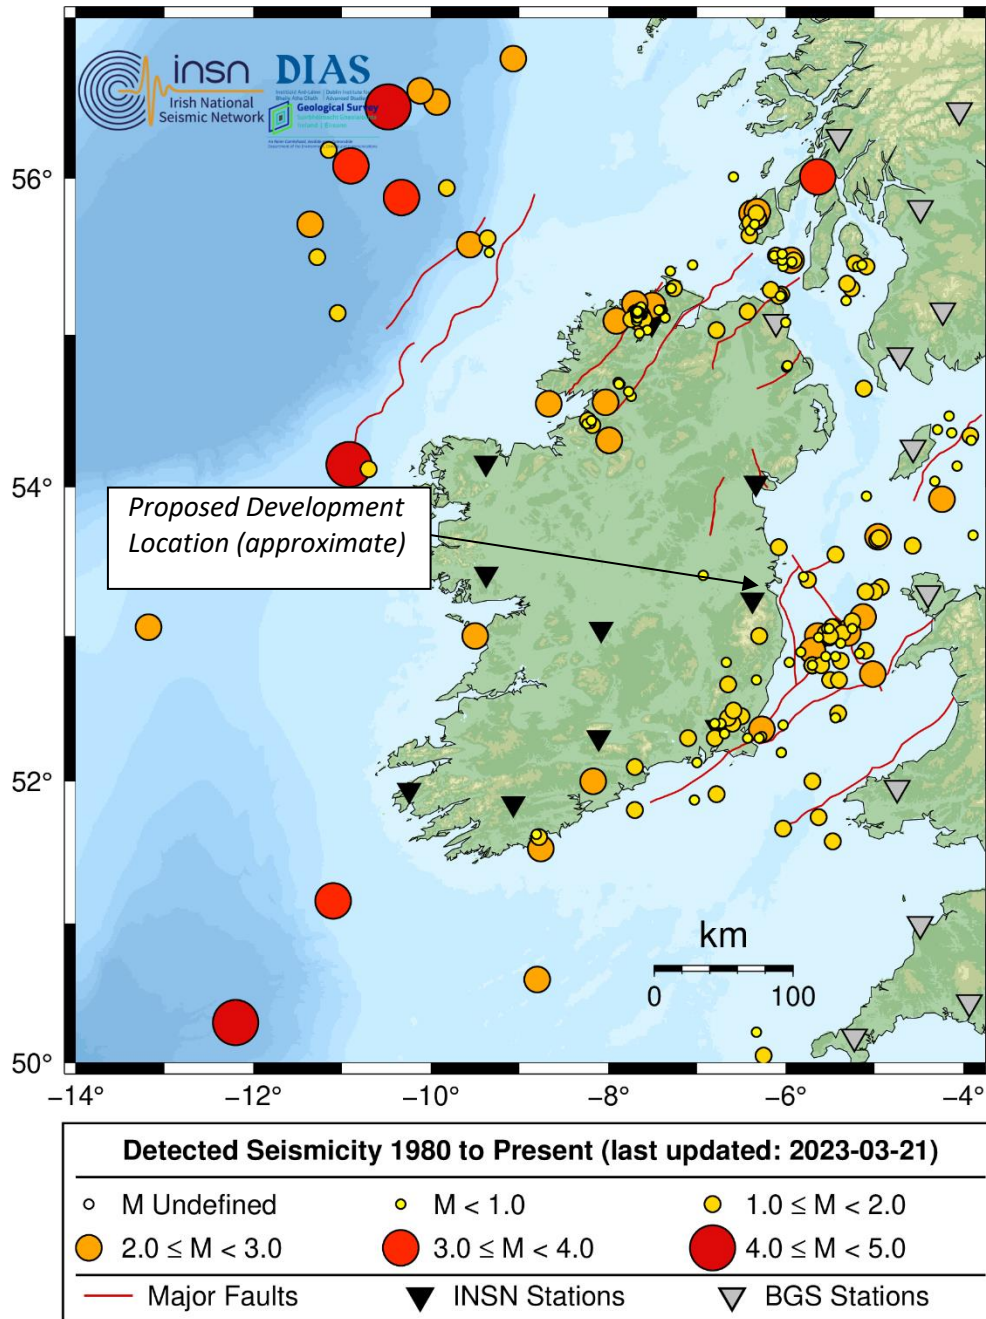 insn
Irish National
Seismic Network
DIAS
Geological Survey
56°
54°
52°
50°
Proposed Development
Location (approximate)
km
0 100
−14° −12° −10° −8° −6° −4°
Detected Seismicity 1980 to Present (last updated: 2023-03-21)
M Undefined M < 1.0 1.0 ≤ M < 2.0
2.0 ≤ M < 3.0 3.0 ≤ M < 4.0 4.0 ≤ M < 5.0
Major Faults INSN Stations BGS Stations